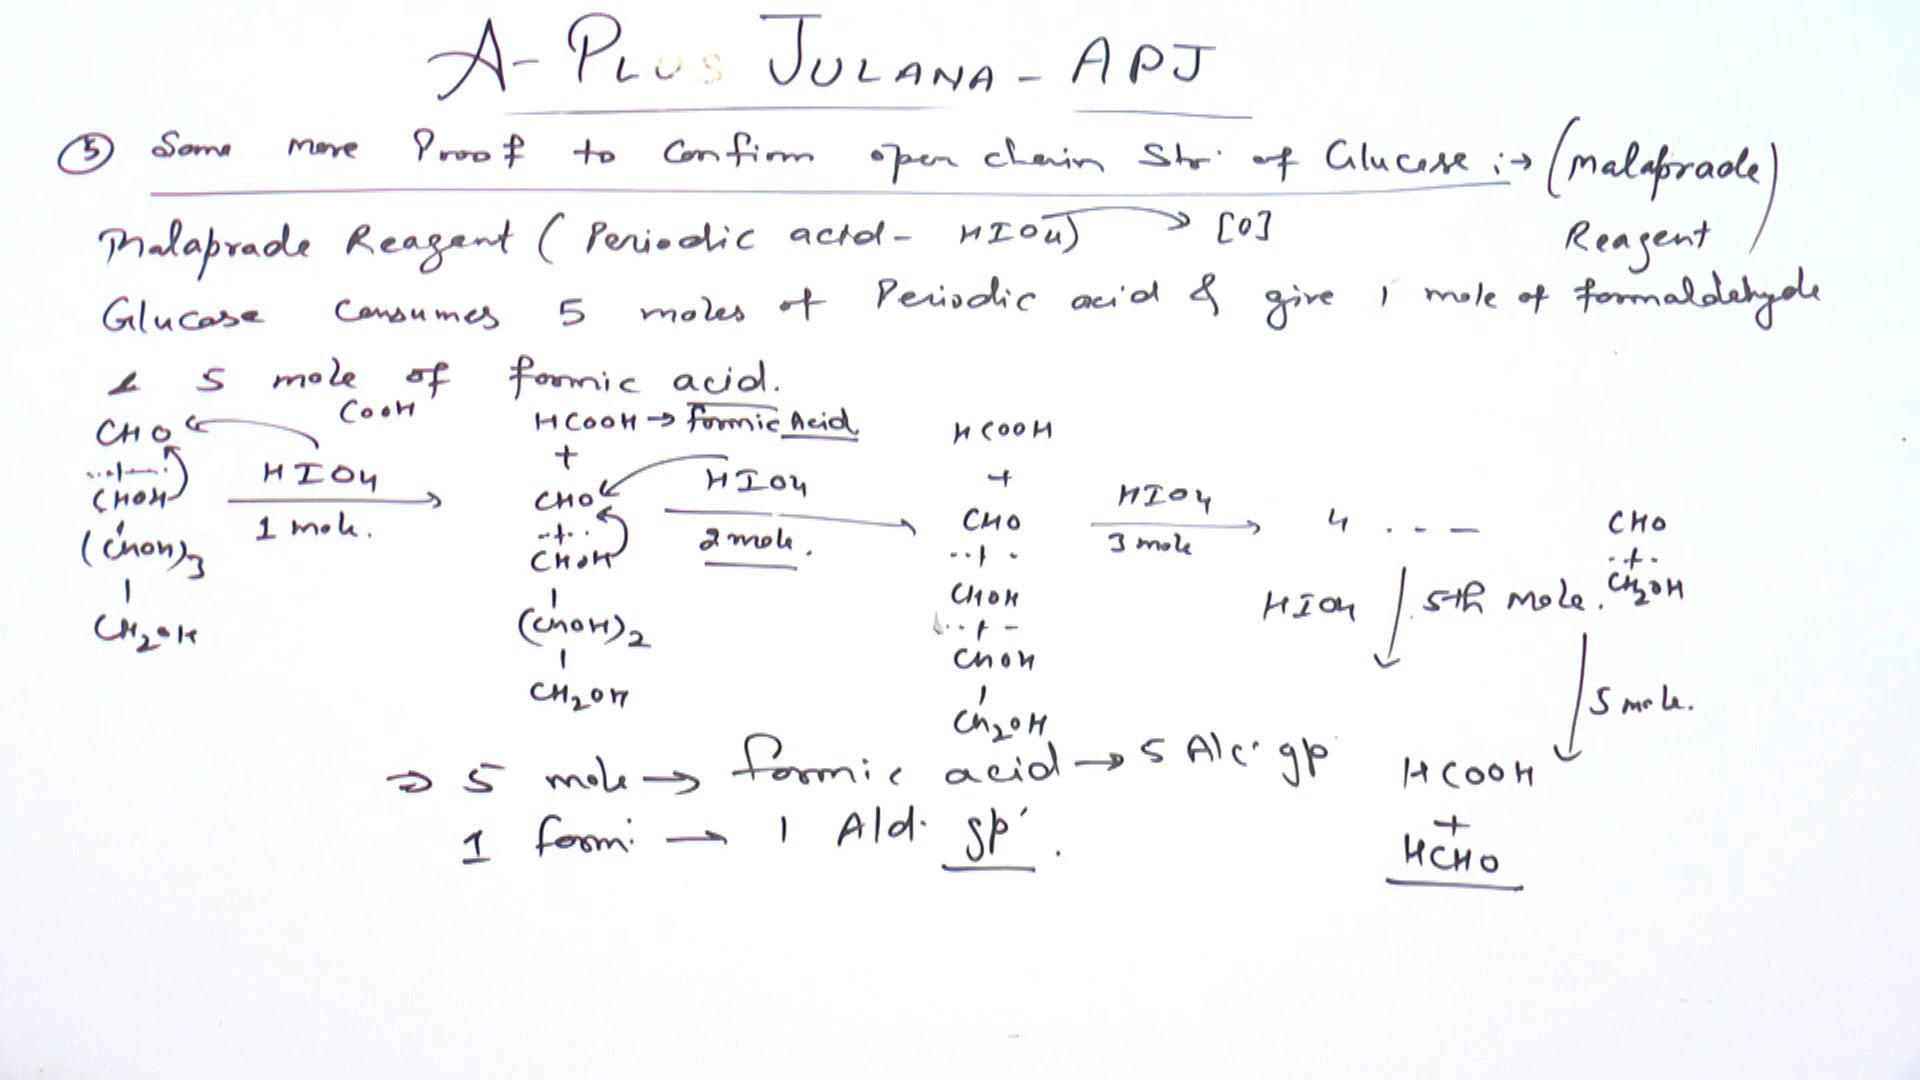 A- PLUS JULANA - APJ
⑤ Some more Proof to Confirm open chain Str. of Glucose :→ (Malaprade) Reagent
Malaprade Reagent ( Periodic acid - HIO4) → [O]
Glucose Consumes 5 moles of Periodic acid & give 1 mole of formaldehyde
& 5 mole of formic acid.
COOH
CHO
CHOH
(CHOH)3
CH2OH
HIO4
1 mole.
HCOOH → formic Acid
+
CHO
CHOH
(CHOH)2
CH2OH
HIO4
2 mole.
HCOOH
+
CHO
CHOH
CHOH
CH2OH
HIO4
3 mole
4 . - - -
HIO4 5th mole.
CHO
CH2OH
5 mole.
HCOOH
+
HCHO
⇒ 5 mole → formic acid → 5 Alc. gp
1 form. → 1 Ald. gp.